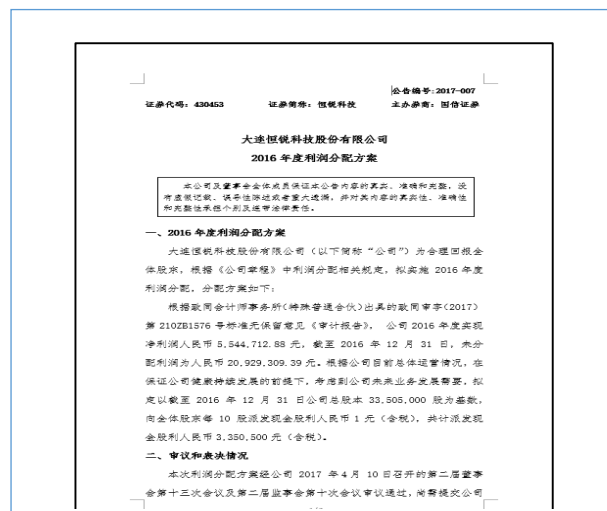 公告编号:2017-007
证券代码：430453 证券简称：恒锐科技 主办券商：国信证券
大连恒锐科技股份有限公司
2016 年度利润分配方案
本公司及董事会全体成员保证本公告内容的真实、准确和完整，没
有虚假记载、误导性陈述或者重大遗漏，并对其内容的真实性、准确性
和完整性承担个别及连带法律责任。
一、2016 年度利润分配方案
大连恒锐科技股份有限公司（以下简称“公司”）为合理回报全
体股东，根据《公司章程》中利润分配相关规定，拟实施 2016 年度
利润分配，分配方案如下：
根据致同会计师事务所(特殊普通合伙)出具的致同审字(2017)
第 210ZB1576 号标准无保留意见《审计报告》， 公司 2016 年度实现
净利润人民币 5,544,712.88 元，截至 2016 年 12 月 31 日，未分
配利润为人民币 20,929,309.39 元。根据公司目前总体运营情况，在
保证公司健康持续发展的前提下，考虑到公司未来业务发展需要，拟
定以截至 2016 年 12 月 31 日公司总股本 33,505,000 股为基数，
向全体股东每 10 股派发现金股利人民币 1 元（含税），共计派发现
金股利人民币 3,350,500 元（含税）。
二、审议和表决情况
本次利润分配方案经公司 2017 年 4 月 10 日召开的第二届董事
会第十三次会议及第二届监事会第十次会议审议通过，尚需提交公司